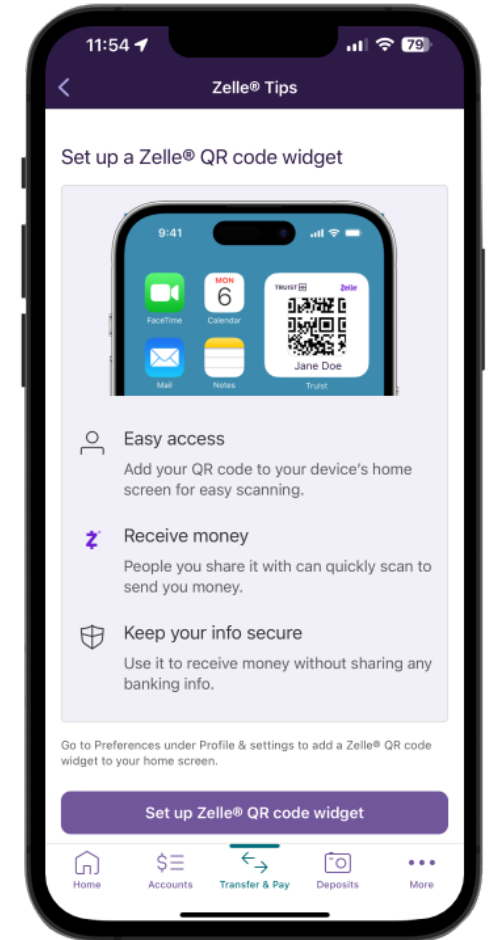 11:54
79
Zelle® Tips
Set up a Zelle® QR code widget
9:41
MON
6
TRUIST
Zelle
FaceTime
Calendar
Jane Doe
Mail
Notes
Truist
Easy access
Add your QR code to your device's home
screen for easy scanning.
Receive money
People you share it with can quickly scan to
send you money.
Keep your info secure
Use it to receive money without sharing any
banking info.
Go to Preferences under Profile & settings to add a Zelle® QR code
widget to your home screen.
Set up Zelle® QR code widget
Home
Accounts
Transfer & Pay
Deposits
More